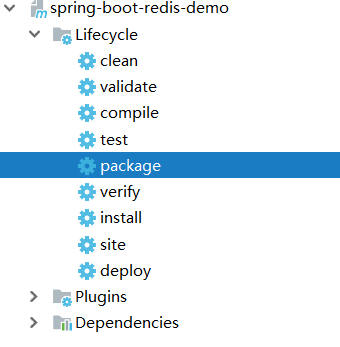 spring-boot-redis-demo
Lifecycle
clean
validate
compile
test
package
verify
install
site
deploy
Plugins
Dependencies